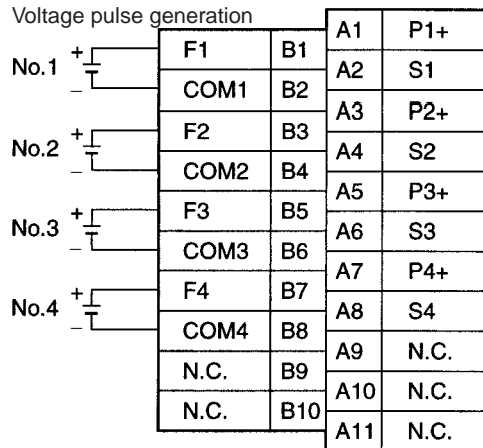 Voltage pulse generation
A1 P1+
No.1 + − F1 B1
A2 S1
COM1 B2
A3 P2+
No.2 + − F2 B3
A4 S2
COM2 B4
A5 P3+
No.3 + − F3 B5
A6 S3
COM3 B6
A7 P4+
No.4 + − F4 B7
A8 S4
COM4 B8
A9 N.C.
N.C. B9
A10 N.C.
N.C. B10
A11 N.C.